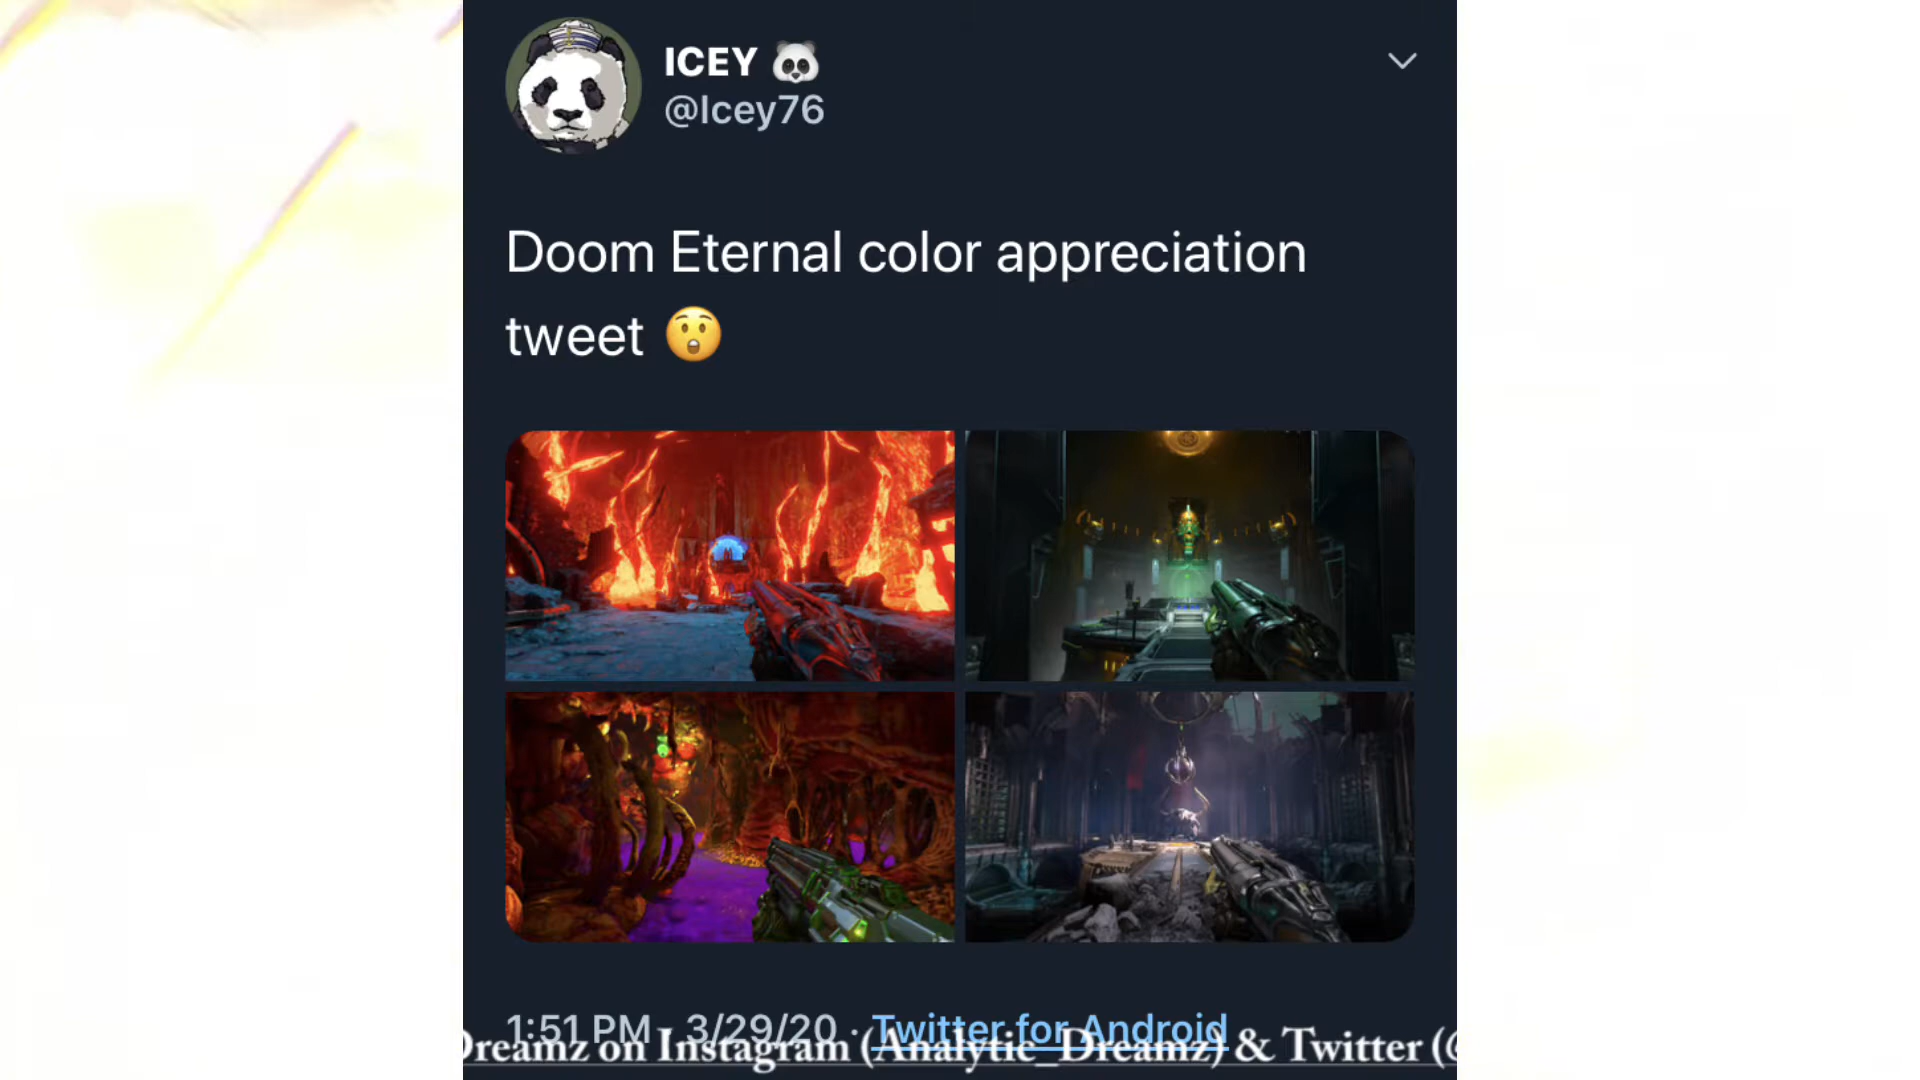 ICEY 🐼
@Icey76
Doom Eternal color appreciation
tweet 😲
1:51 PM · 3/29/20 · Twitter for Android
Dreamz on Instagram (Analytic_Dreamz) & Twitter (@